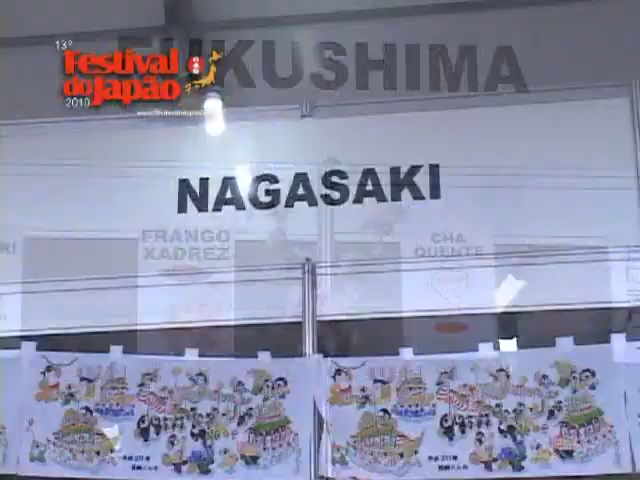 13º
Festival
do Japão
2010
FUKUSHIMA
NAGASAKI
FRANGO
XADREZ
CHA
QUENTE